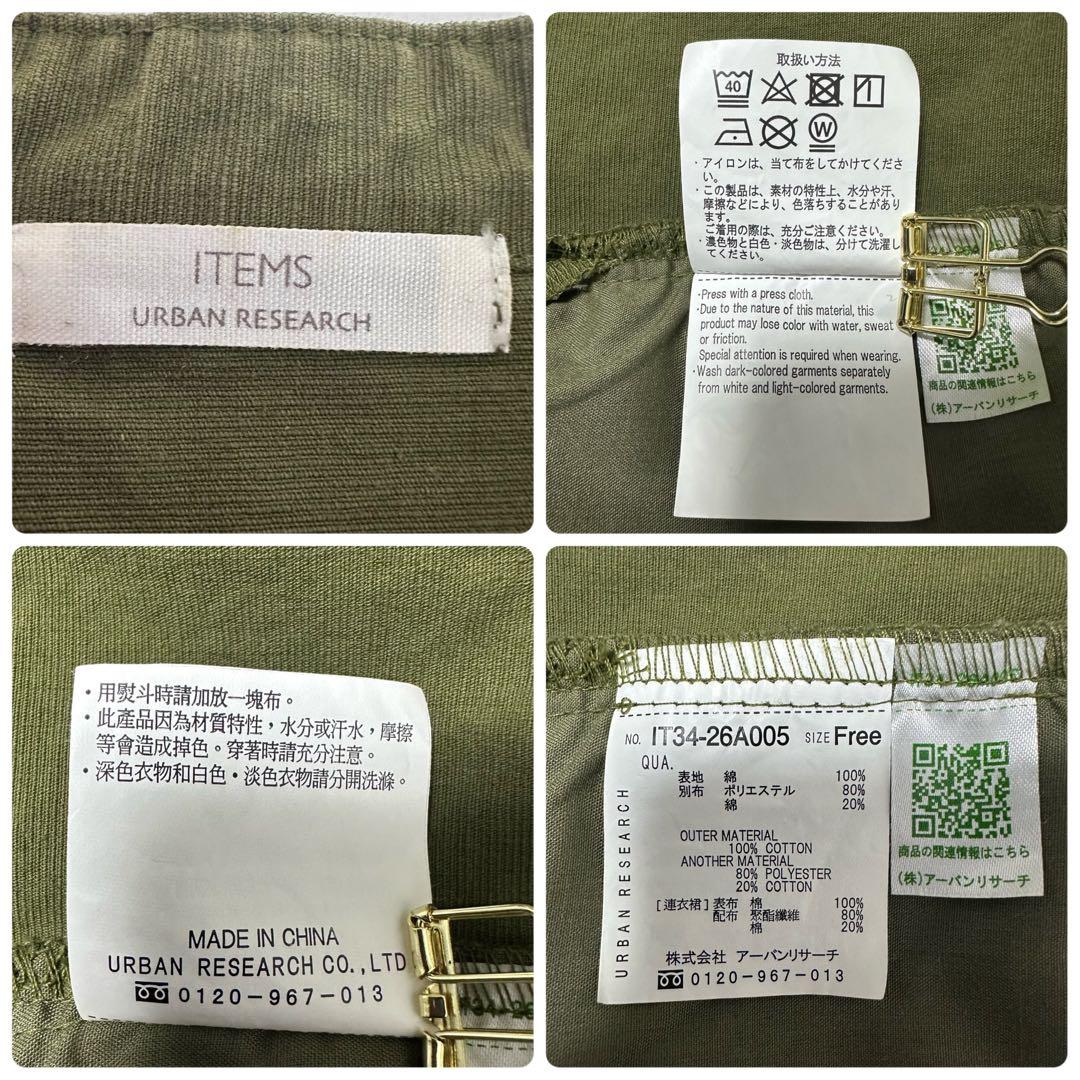 ITEMS
URBAN RESEARCH
取扱い方法
40
W
・アイロンは、当て布をしてかけてくださ
い。
・この製品は、素材の特性上、水分や汗、
摩擦などにより、色落ちすることがあり
ます。
ご着用の際は、充分ご注意ください。
・濃色物と白色・淡色物は、分けて洗濯し
てください。
・Press with a press cloth.
・Due to the nature of this material, this
product may lose color with water, sweat
or friction.
Special attention is required when wearing.
・Wash dark-colored garments separately
from white and light-colored garments.
商品の関連情報はこちら
(株)アーバンリサーチ
・用熨斗時請加放一塊布。
・此產品因為材質特性，水分或汗水，摩擦
等會造成掉色。穿著時請充分注意。
・深色衣物和白色・淡色衣物請分開洗滌。
MADE IN CHINA
URBAN RESEARCH CO.,LTD
0120-967-013
NO. IT34-26A005 SIZE Free
QUA.
表地 綿 100%
別布 ポリエステル 80%
綿 20%
OUTER MATERIAL
100% COTTON
ANOTHER MATERIAL
80% POLYESTER
20% COTTON
[連衣裙] 表布 棉 100%
配布 聚酯纖維 80%
棉 20%
株式会社 アーバンリサーチ
0120-967-013
URBAN RESEARCH
商品の関連情報はこちら
(株)アーバンリサーチ